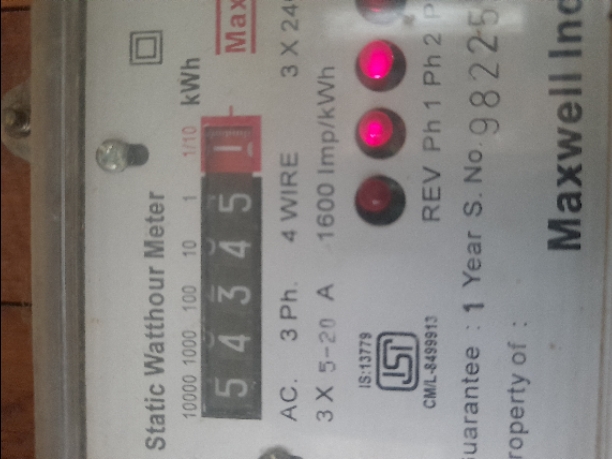 Static Watthour Meter
10000 1000 100 10 1 1/10 kWh
5 4 3 4 5
Max
AC. 3 Ph. 4 WIRE 3 X 24
3 X 5-20 A 1600 Imp/kWh
IS:13779
ISI
CM/L-8499913
REV Ph 1 Ph 2 P
uarantee : 1 Year S. No. 98225
roperty of :
Maxwell Ind